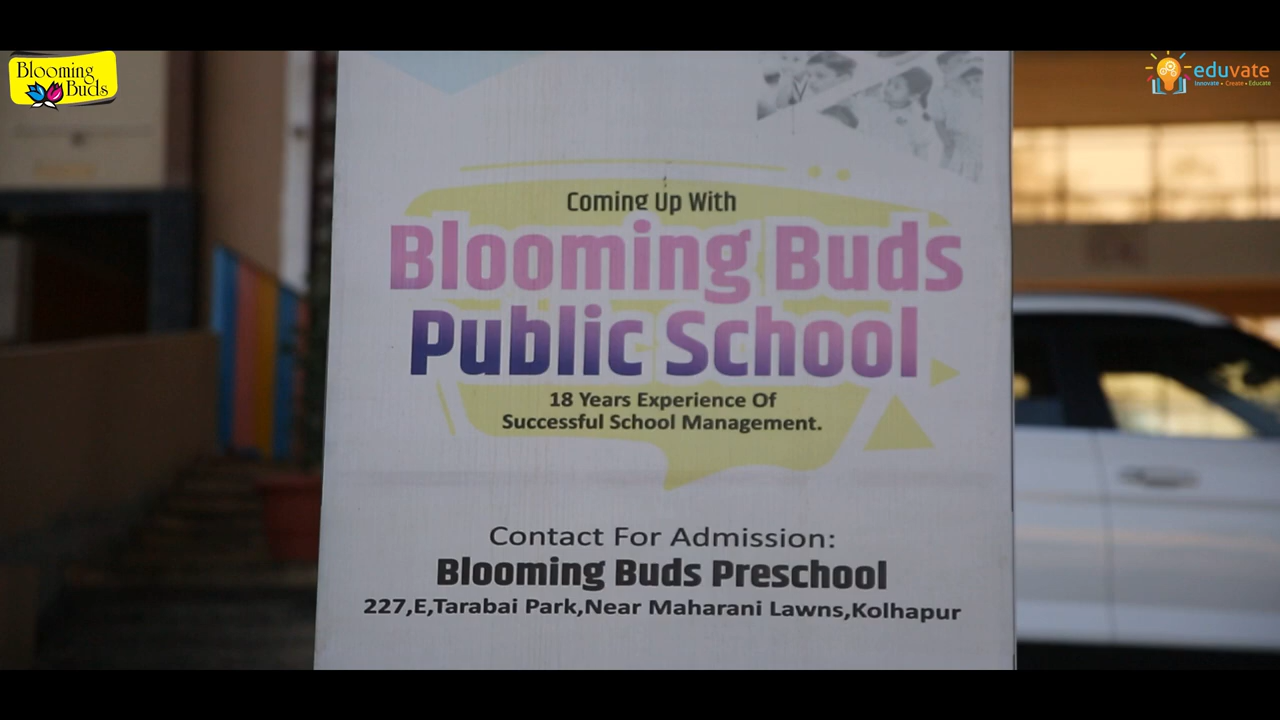 Blooming
Buds
eduvate
Innovate • Create • Educate
Coming Up With
Blooming Buds
Public School
18 Years Experience Of
Successful School Management.
Contact For Admission:
Blooming Buds Preschool
227,E,Tarabai Park,Near Maharani Lawns,Kolhapur